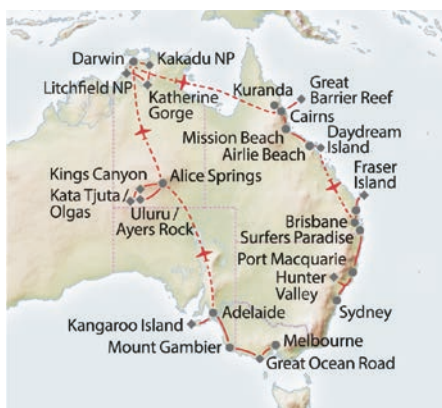 Darwin
Kakadu NP
Litchfield NP
Katherine
Gorge
Kuranda
Great
Barrier Reef
Cairns
Mission Beach
Daydream
Island
Airlie Beach
Fraser
Island
Kings Canyon
Alice Springs
Kata Tjuta /
Olgas
Uluru /
Ayers Rock
Brisbane
Surfers Paradise
Port Macquarie
Hunter
Valley
Sydney
Adelaide
Kangaroo Island
Melbourne
Mount Gambier
Great Ocean Road